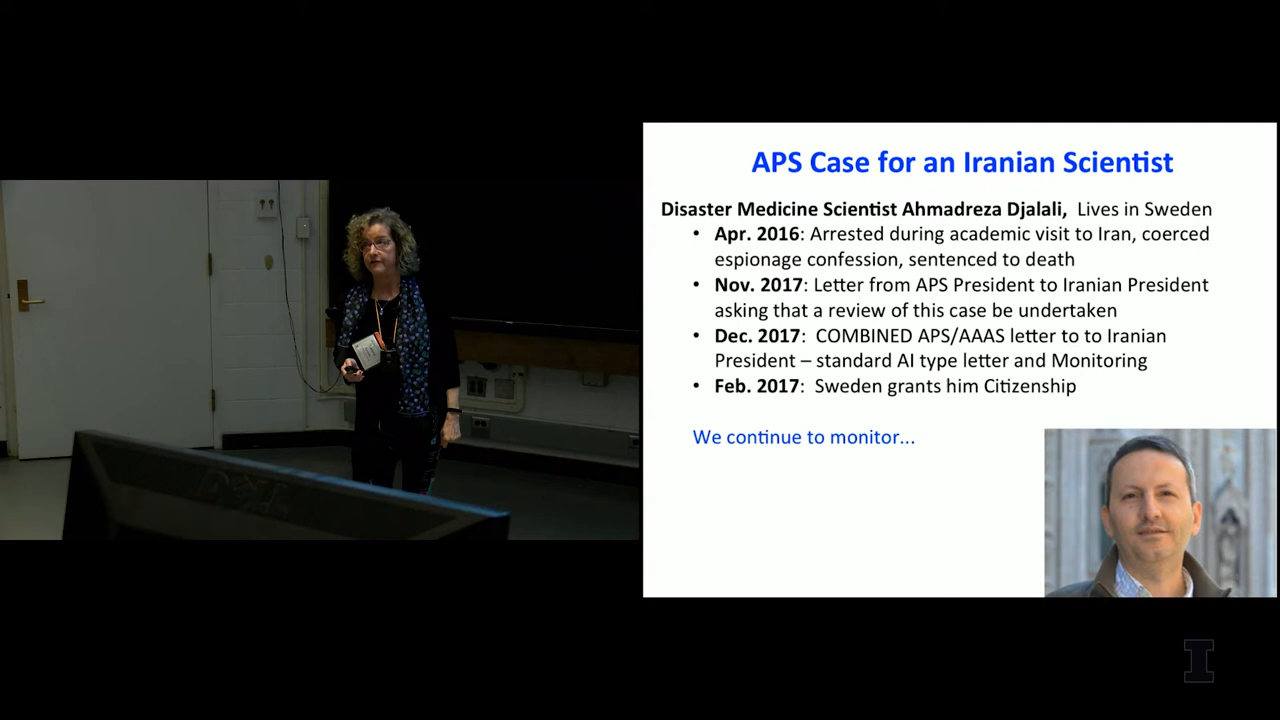 APS Case for an Iranian Scientist
Disaster Medicine Scientist Ahmadreza Djalali, Lives in Sweden
• Apr. 2016: Arrested during academic visit to Iran, coerced
espionage confession, sentenced to death
• Nov. 2017: Letter from APS President to Iranian President
asking that a review of this case be undertaken
• Dec. 2017: COMBINED APS/AAAS letter to to Iranian
President – standard AI type letter and Monitoring
• Feb. 2017: Sweden grants him Citizenship
We continue to monitor...
DELL
I